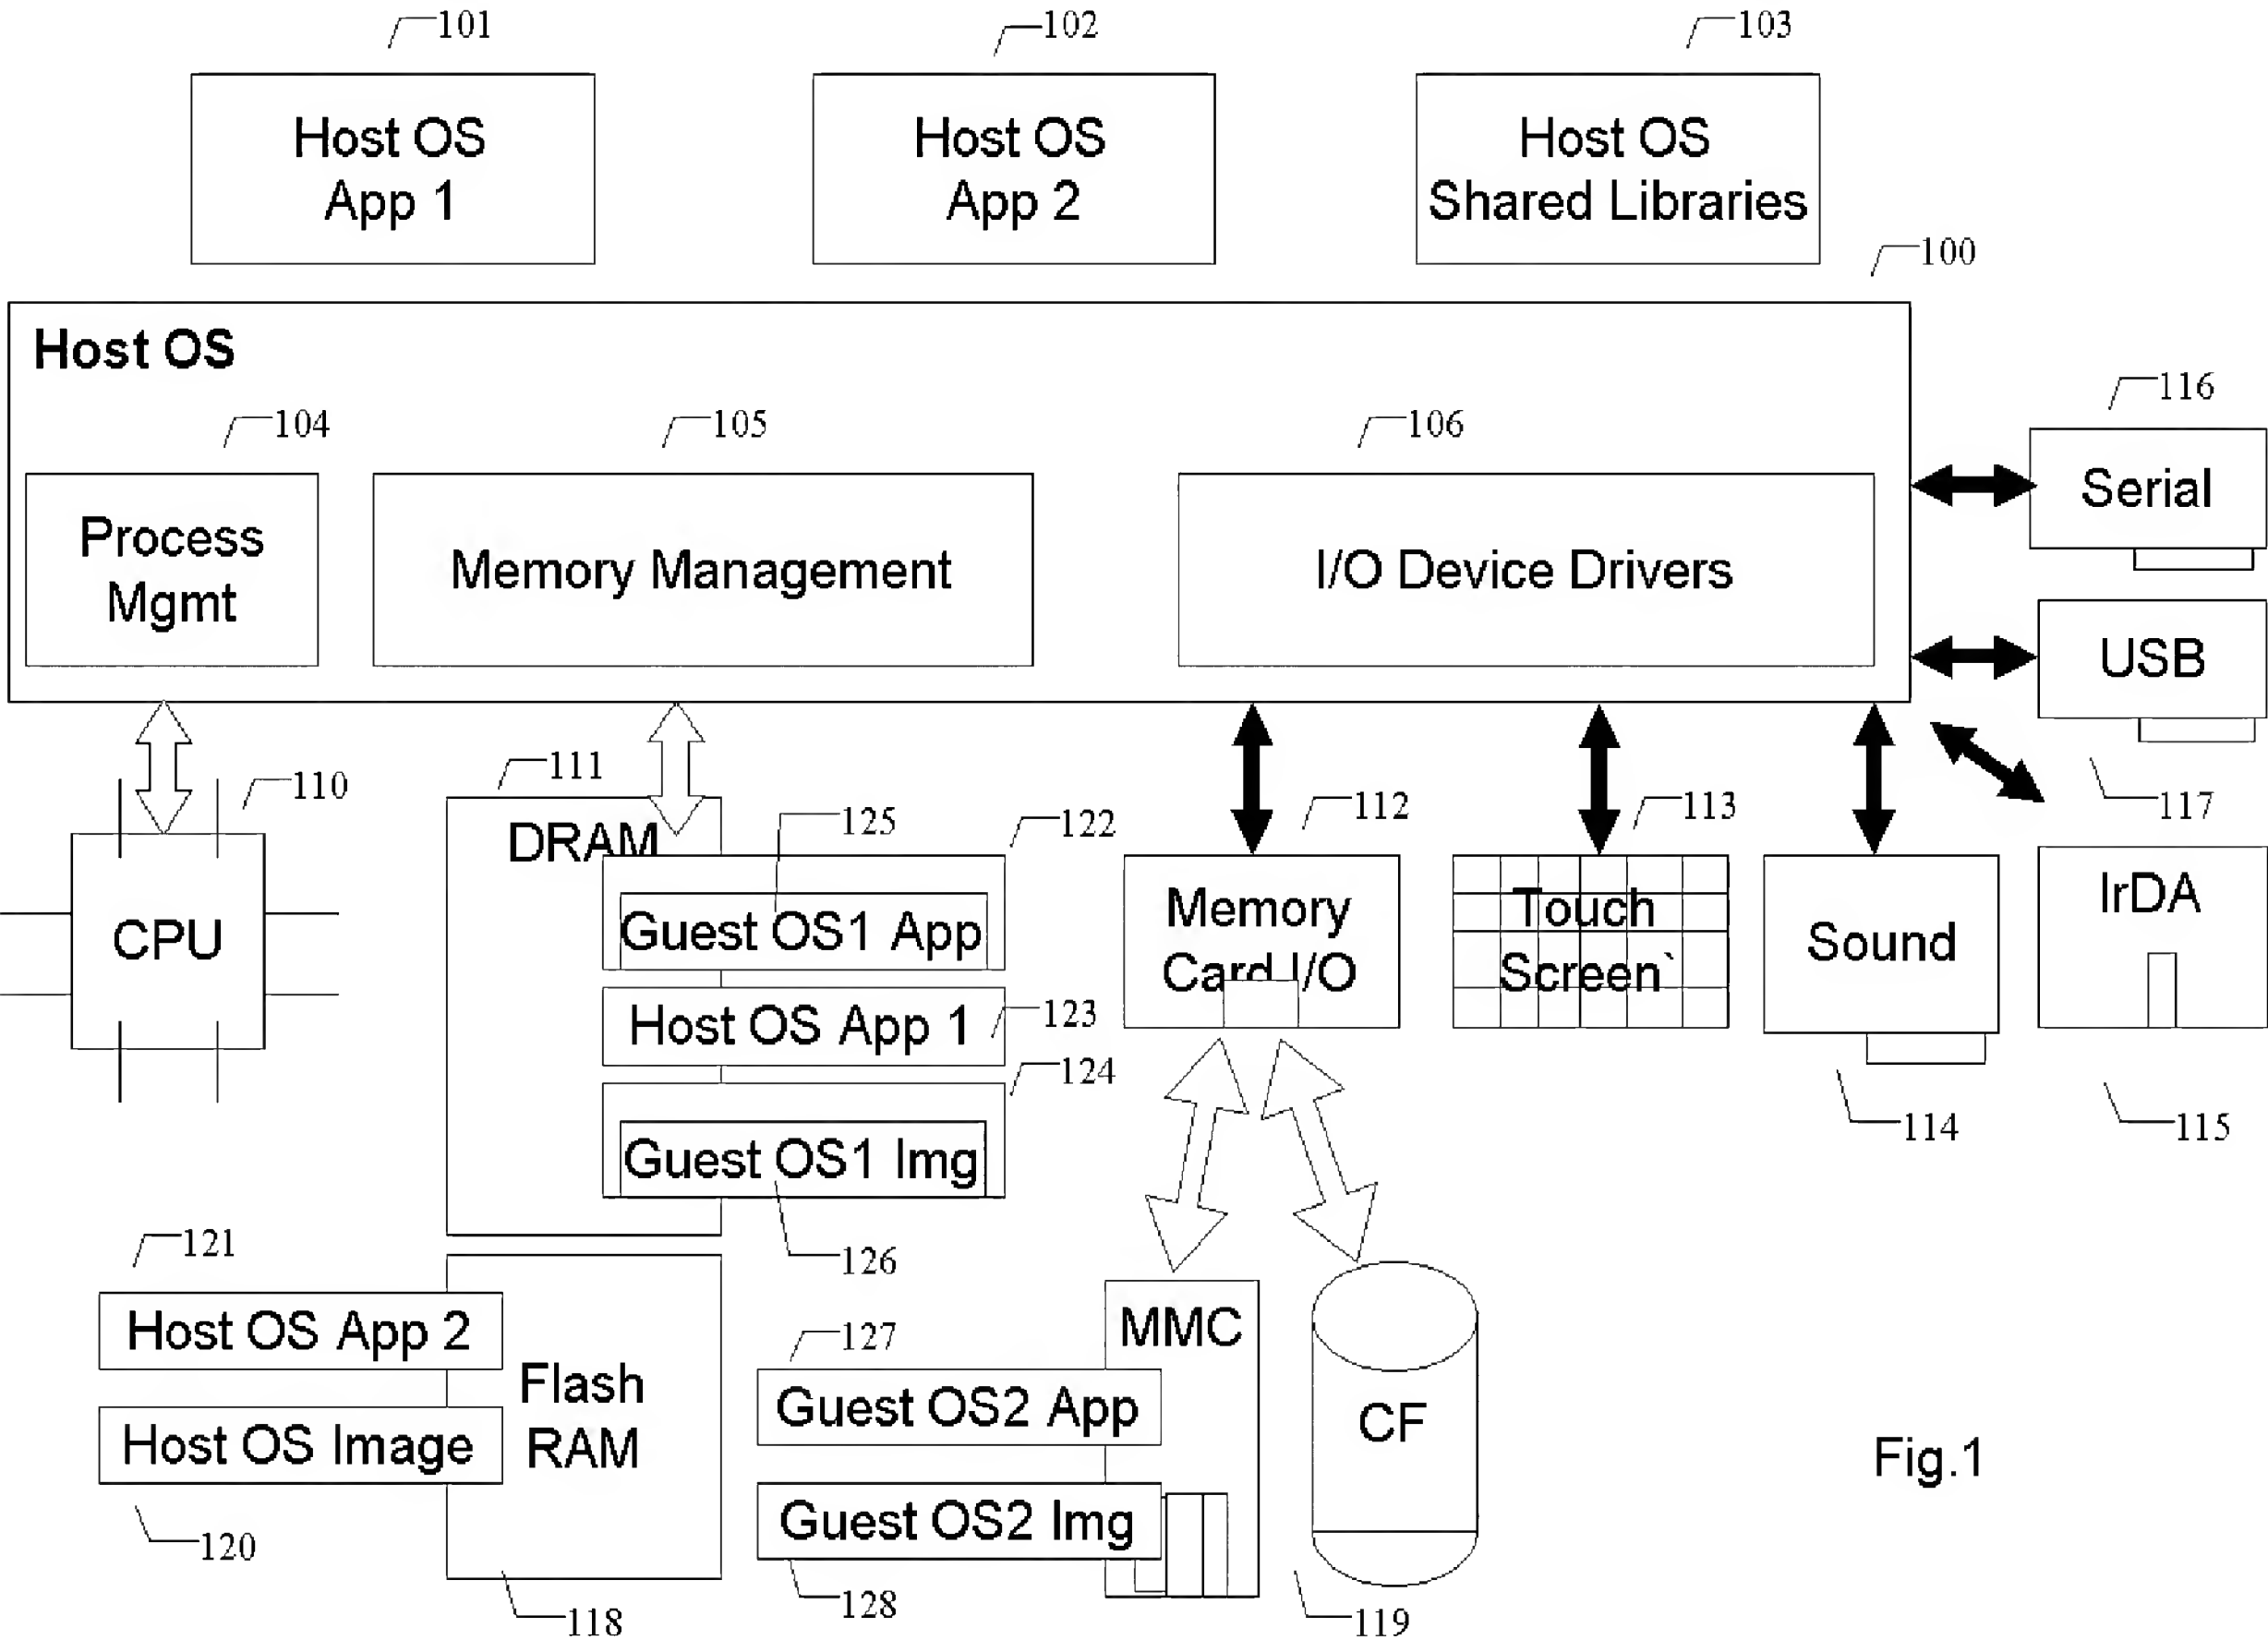 101
102
103
Host OS
App 1
Host OS
App 2
Host OS
Shared Libraries
100
Host OS
104
105
106
116
Process
Mgmt
Memory Management
I/O Device Drivers
Serial
USB
117
110
111
125
122
112
113
CPU
DRAM
Guest OS1 App
Memory
Card I/O
Touch
Screen`
Sound
IrDA
Host OS App 1
123
124
Guest OS1 Img
114
115
126
121
Host OS App 2
Host OS Image
120
Flash
RAM
118
127
MMC
Guest OS2 App
Guest OS2 Img
128
CF
119
Fig.1